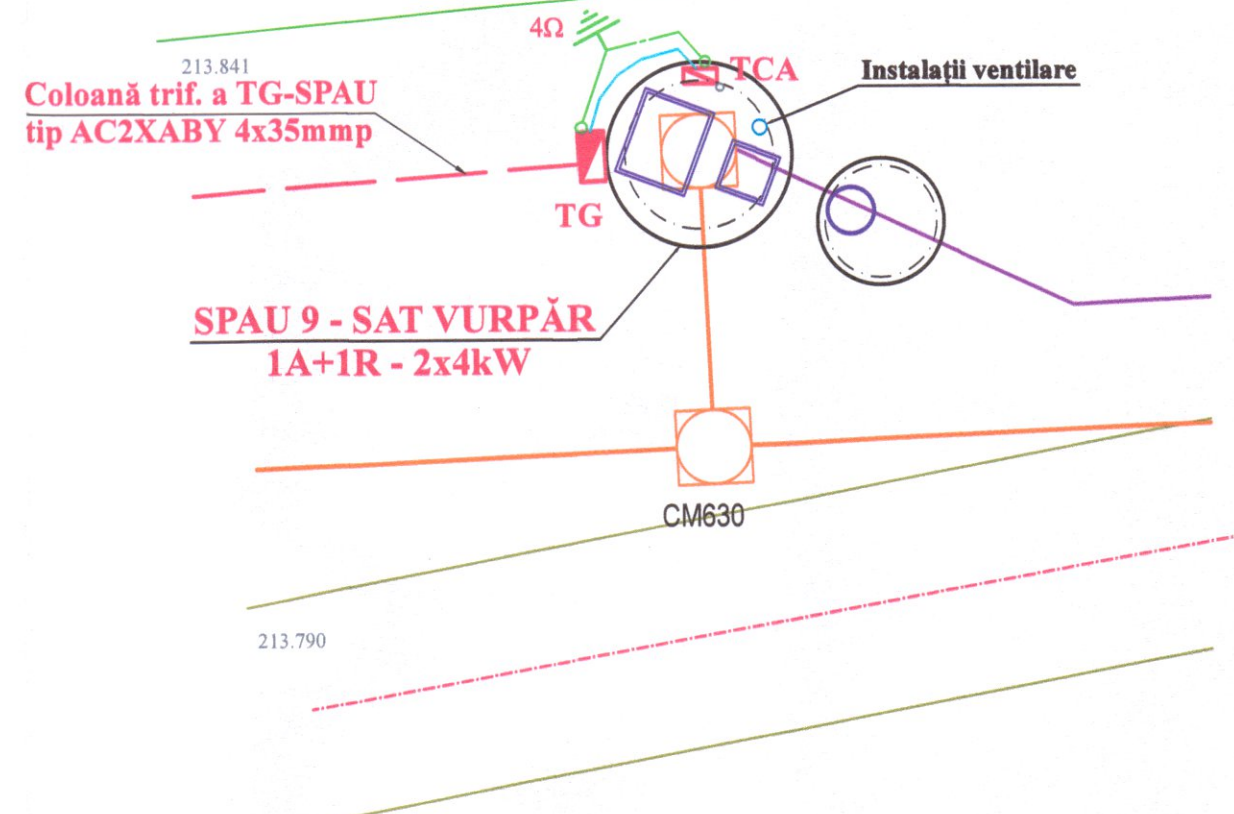 4Ω
213.841
Coloană trif. a TG-SPAU
tip AC2XABY 4x35mmp
TCA
Instalații ventilare
TG
SPAU 9 - SAT VURPĂR
1A+1R - 2x4kW
CM630
213.790